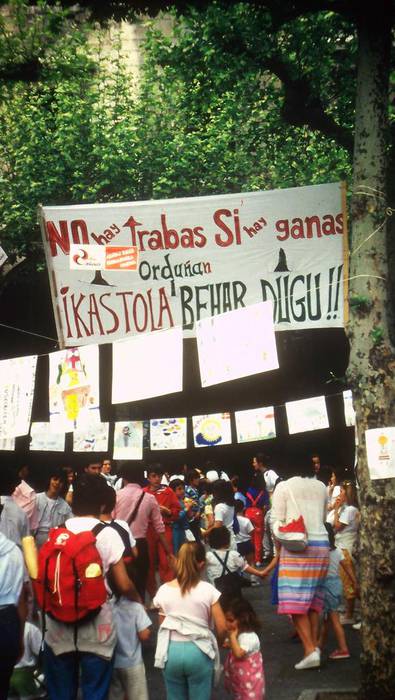 NO hay trabas Si hay ganas
Orduñan
IKASTOLA BEHAR DUGU!!